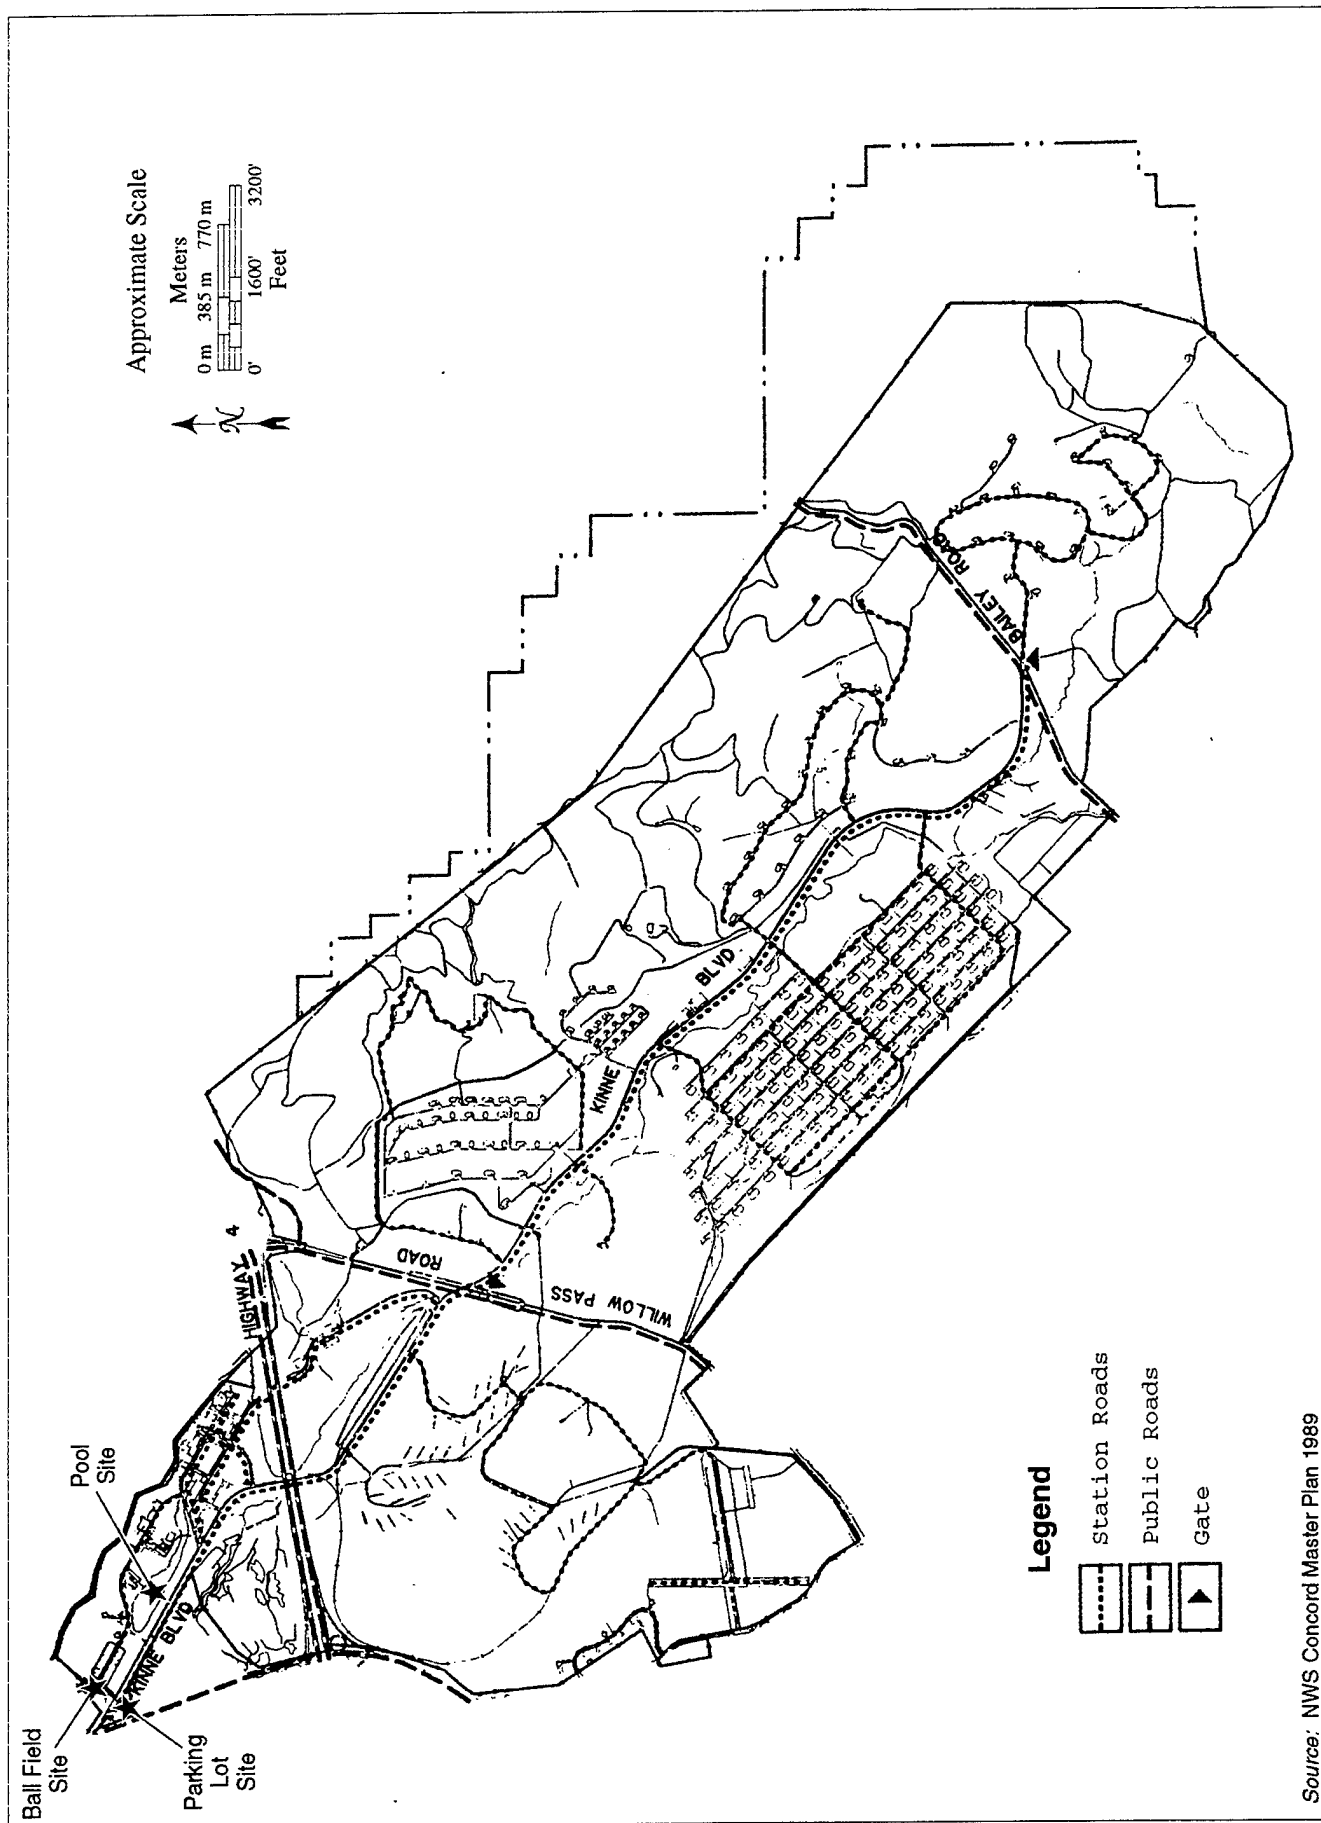 Approximate Scale
Meters
0 m 385 m 770 m
0' 1600' 3200'
Feet
N
Ball Field
Site
Parking
Lot
Site
Pool
Site
KINNE BLVD
HIGHWAY 4
WILLOW PASS ROAD
KINNE BLVD
BAILEY ROAD
Legend
Station Roads
Public Roads
Gate
Source: NWS Concord Master Plan 1989